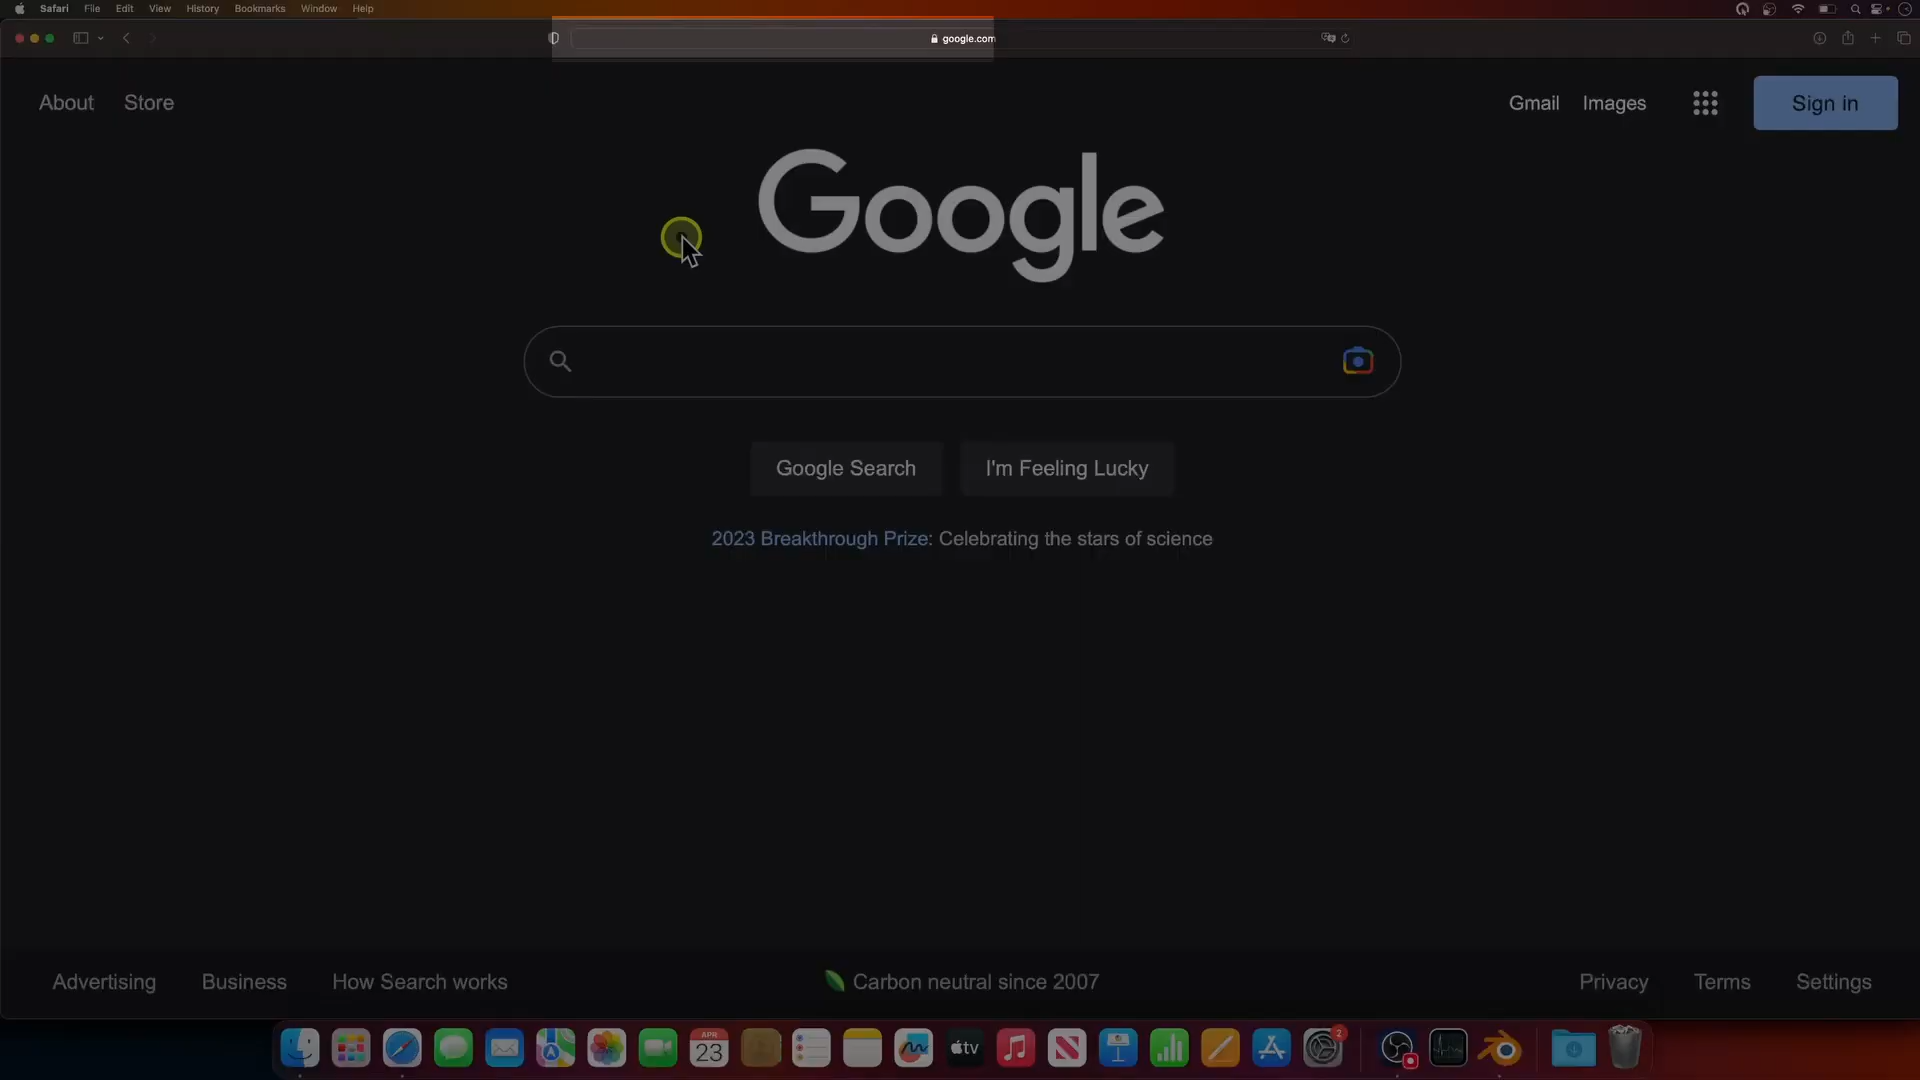 Safari File Edit View History Bookmarks Window Help
google.com
About Store Gmail Images Sign in
Google
Google Search I'm Feeling Lucky
2023 Breakthrough Prize: Celebrating the stars of science
Advertising Business How Search works Carbon neutral since 2007 Privacy Terms Settings
APR
23
tv
2